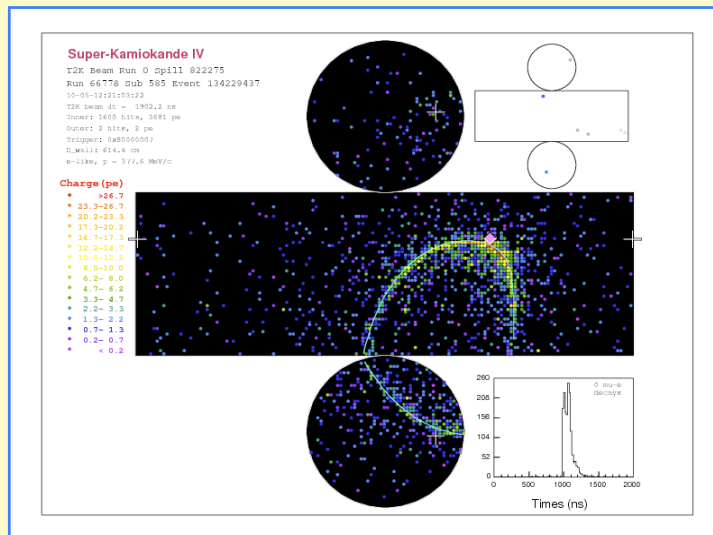 Super-Kamiokande IV
T2K Beam Run 0 Spill 822275
Run 66778 Sub 585 Event 134229437
10-05-12:21:03:22
T2K beam dt = 1902.2 ns
Inner: 1600 hits, 3681 pe
Outer: 2 hits, 2 pe
Trigger: 0x80000007
D_wall: 614.4 cm
e-like, p = 377.6 MeV/c
Charge(pe)
>26.7
23.3-26.7
20.2-23.3
17.3-20.2
14.7-17.3
12.2-14.7
10.0-12.2
8.0-10.0
6.2- 8.0
4.7- 6.2
3.3- 4.7
2.2- 3.3
1.3- 2.2
0.7- 1.3
0.2- 0.7
< 0.2
0 mu-e
decays
260
208
156
104
52
0
0 500 1000 1500 2000
Times (ns)